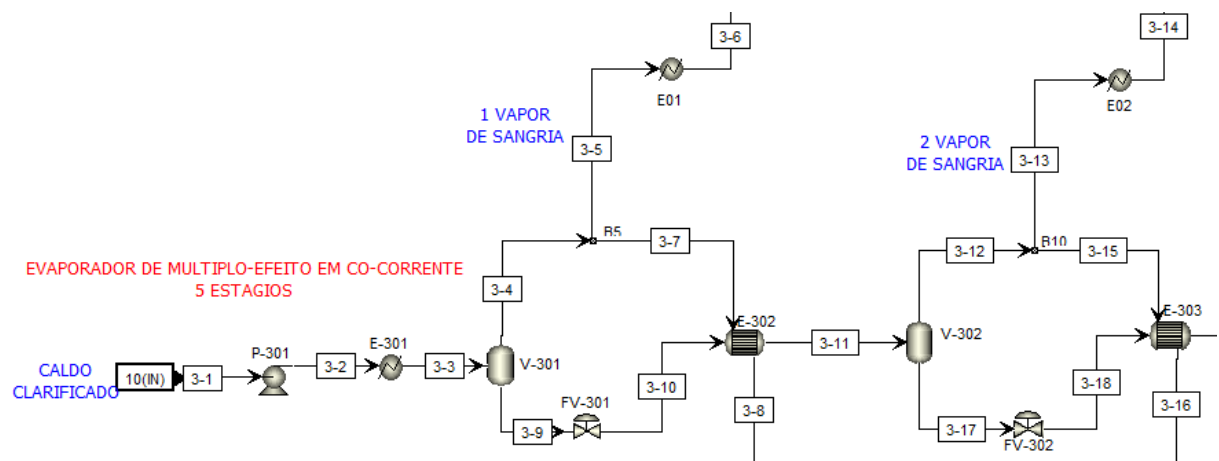 3-6
3-14
E01
E02
1 VAPOR
DE SANGRIA
2 VAPOR
DE SANGRIA
3-5
3-13
B5
3-7
3-12
B10
3-15
EVAPORADOR DE MULTIPLO-EFEITO EM CO-CORRENTE
5 ESTAGIOS
3-4
E-302
E-303
P-301
E-301
3-11
V-302
CALDO
CLARIFICADO
10(IN)
3-1
3-2
3-3
V-301
3-10
3-18
FV-301
3-8
3-16
3-9
3-17
FV-302